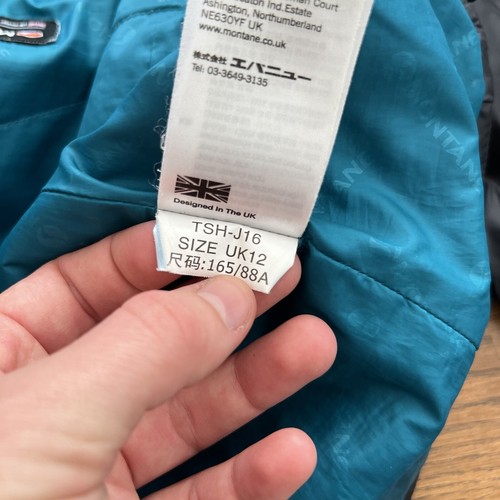 Ashington, Northumberland
NE630YF UK
www.montane.co.uk
株式会社 エバニュー
Tel: 03-3649-3135
Designed In The UK
TSH-J16
SIZE UK12
尺码:165/88A
MONTANE